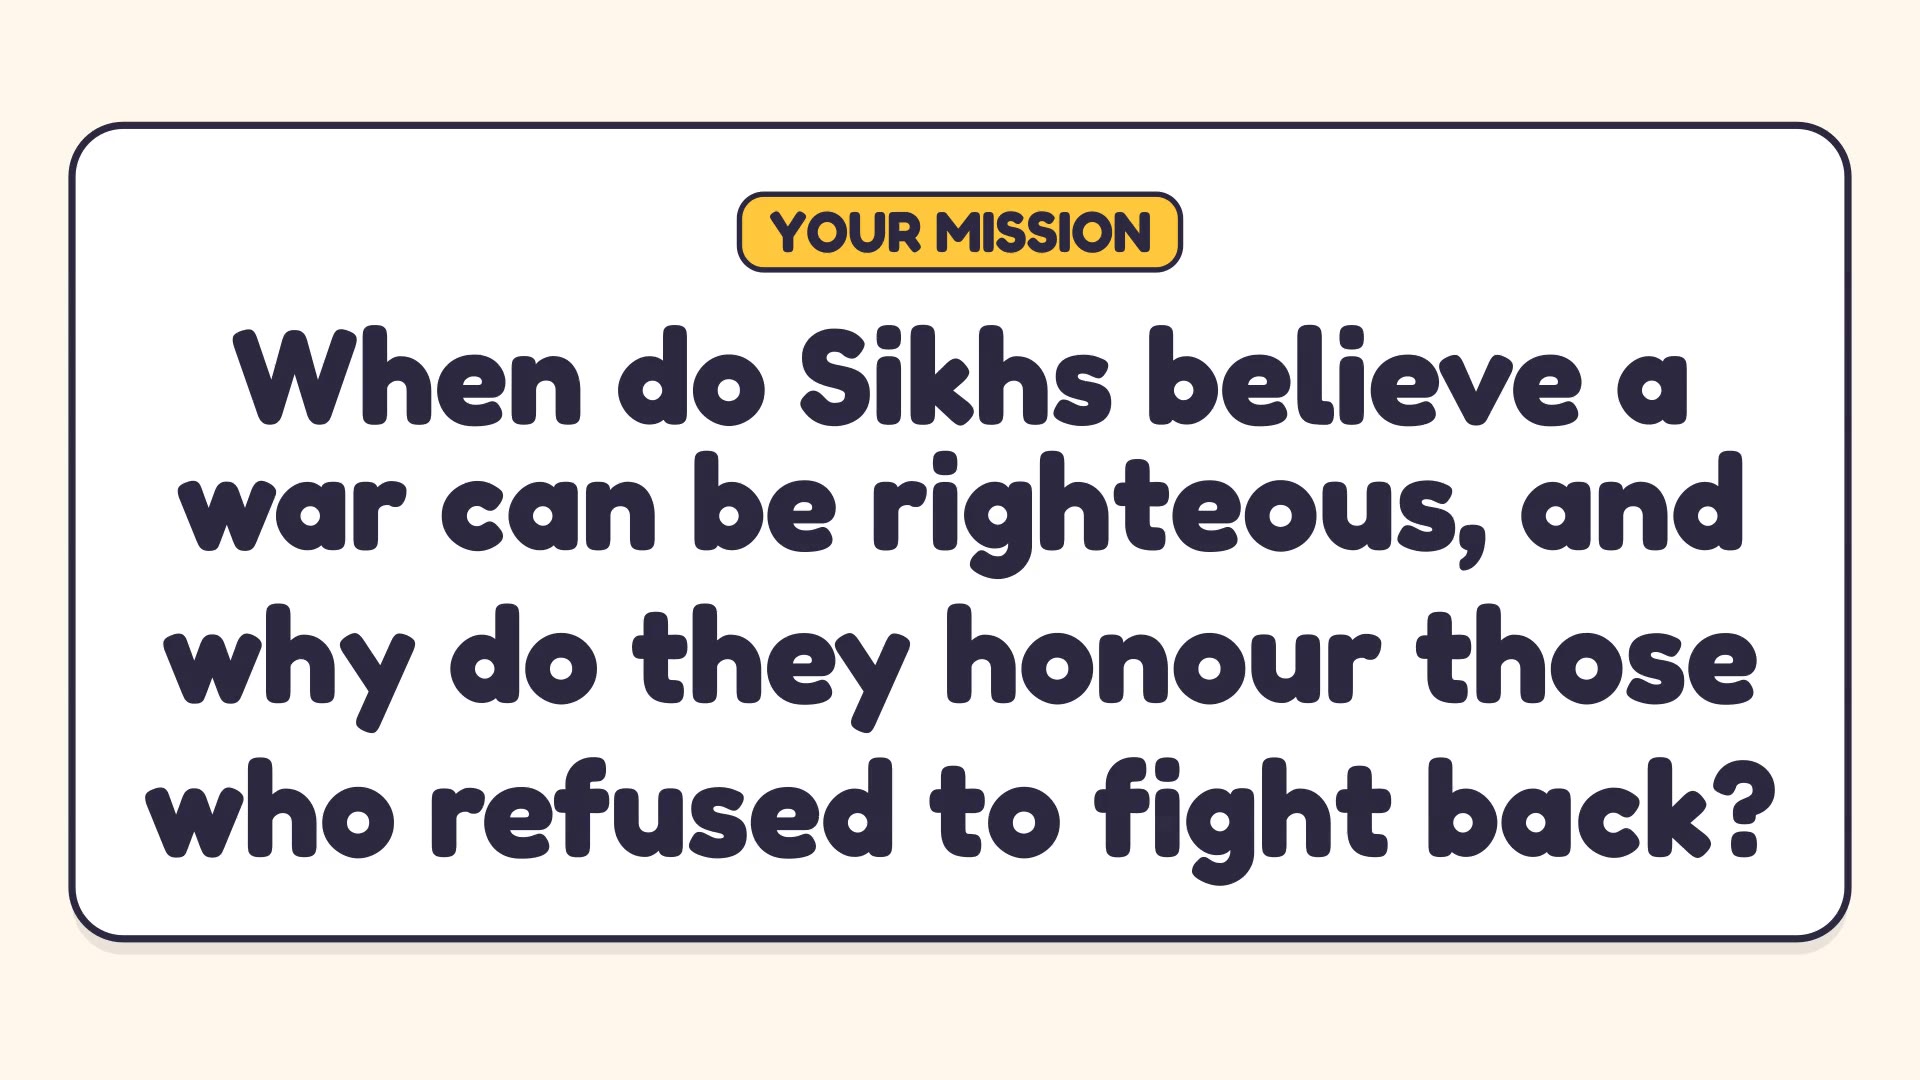 YOUR MISSION
When do Sikhs believe a
war can be righteous, and
why do they honour those
who refused to fight back?